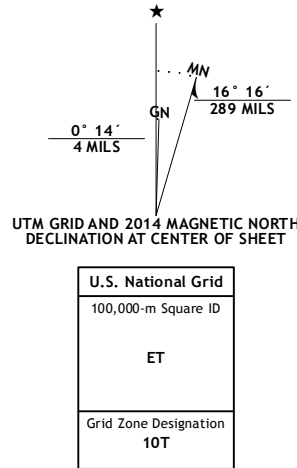 MN
GN
16° 16´
289 MILS
0° 14´
4 MILS
UTM GRID AND 2014 MAGNETIC NORTH
DECLINATION AT CENTER OF SHEET
U.S. National Grid
100,000-m Square ID
ET
Grid Zone Designation
10T